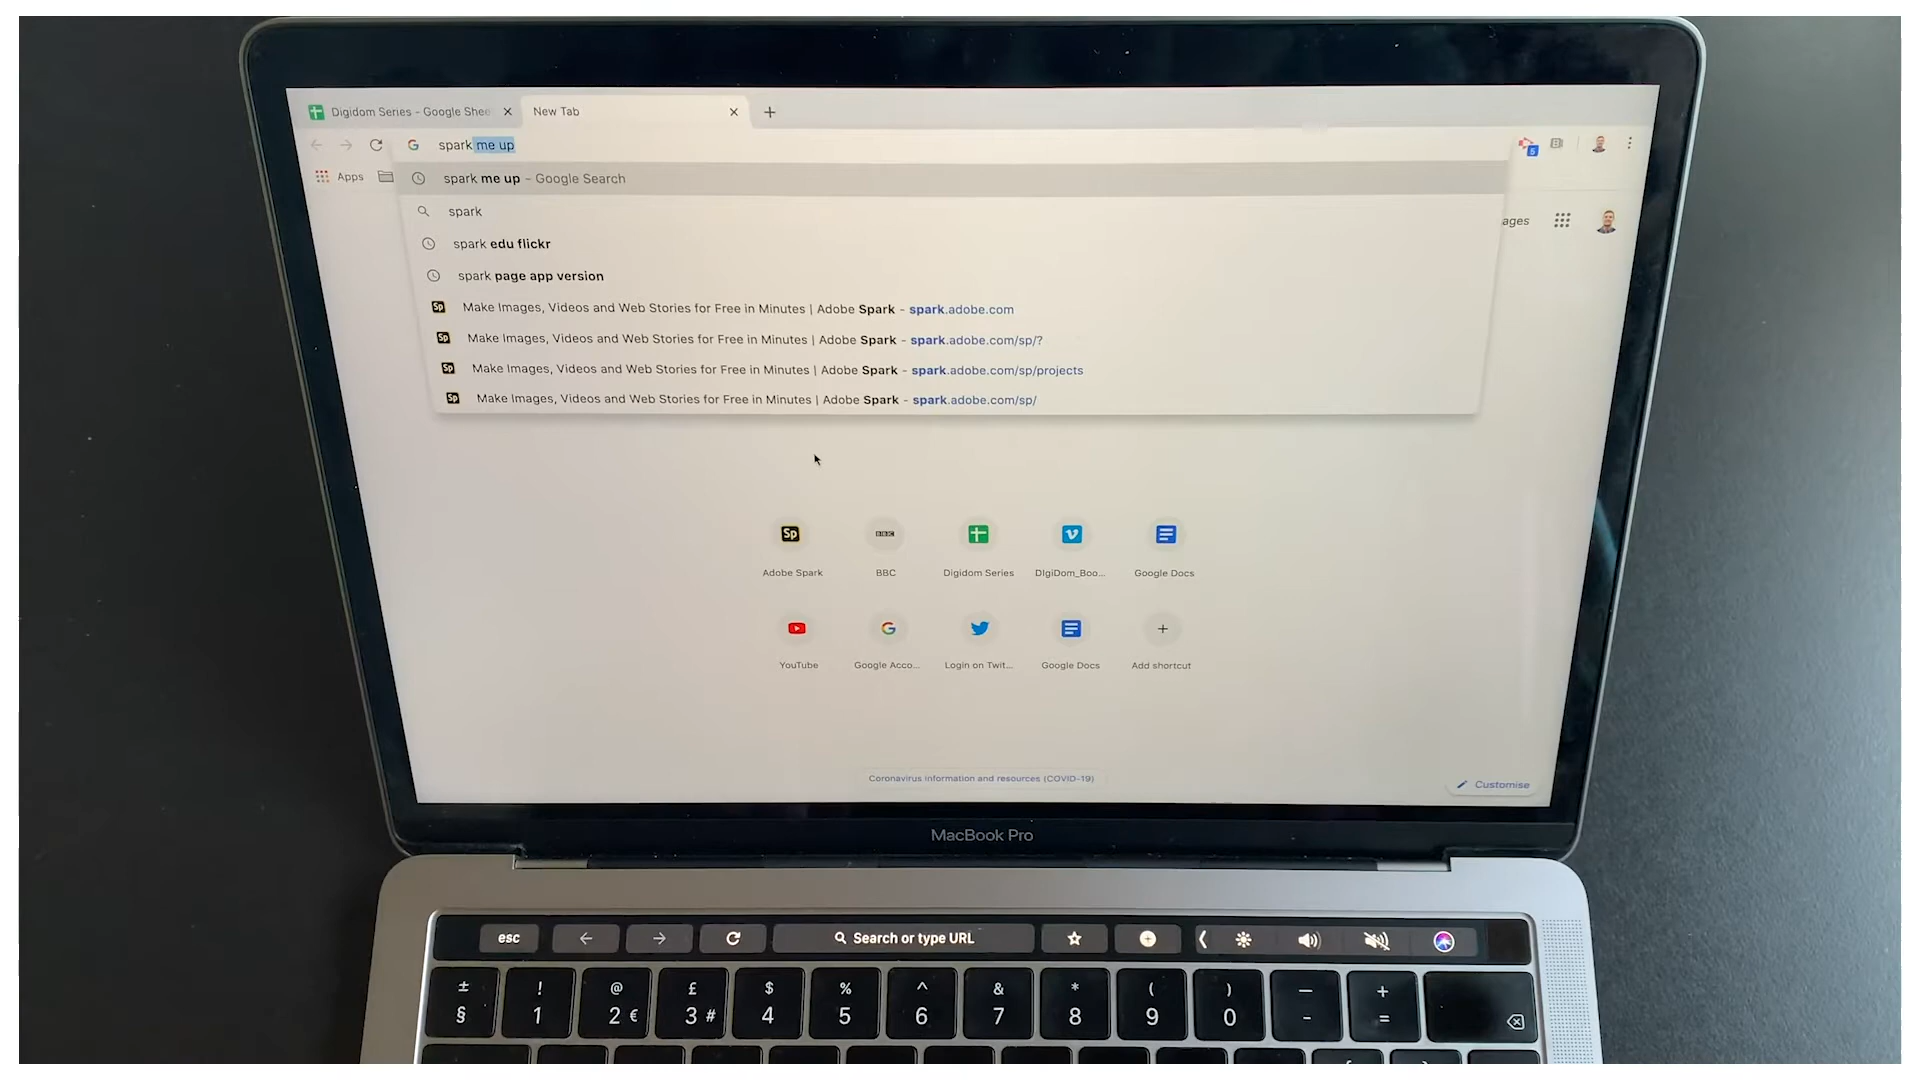 Digidom Series - Google Shee
New Tab
spark me up
Apps
spark me up - Google Search
spark
ages
spark edu flickr
spark page app version
Sp Make Images, Videos and Web Stories for Free in Minutes | Adobe Spark - spark.adobe.com
Sp Make Images, Videos and Web Stories for Free in Minutes | Adobe Spark - spark.adobe.com/sp/?
Sp Make Images, Videos and Web Stories for Free in Minutes | Adobe Spark - spark.adobe.com/sp/projects
Sp Make Images, Videos and Web Stories for Free in Minutes | Adobe Spark - spark.adobe.com/sp/
Sp BBC
Adobe Spark BBC Digidom Series DigiDom_Boo... Google Docs
YouTube Google Acco... Login on Twit... Google Docs Add shortcut
Coronavirus information and resources (COVID-19)
Customise
MacBook Pro
esc Search or type URL
± ! @ £ $ % ^ & * ( ) — +
§ 1 2 € 3 # 4 5 6 7 8 9 0 - =